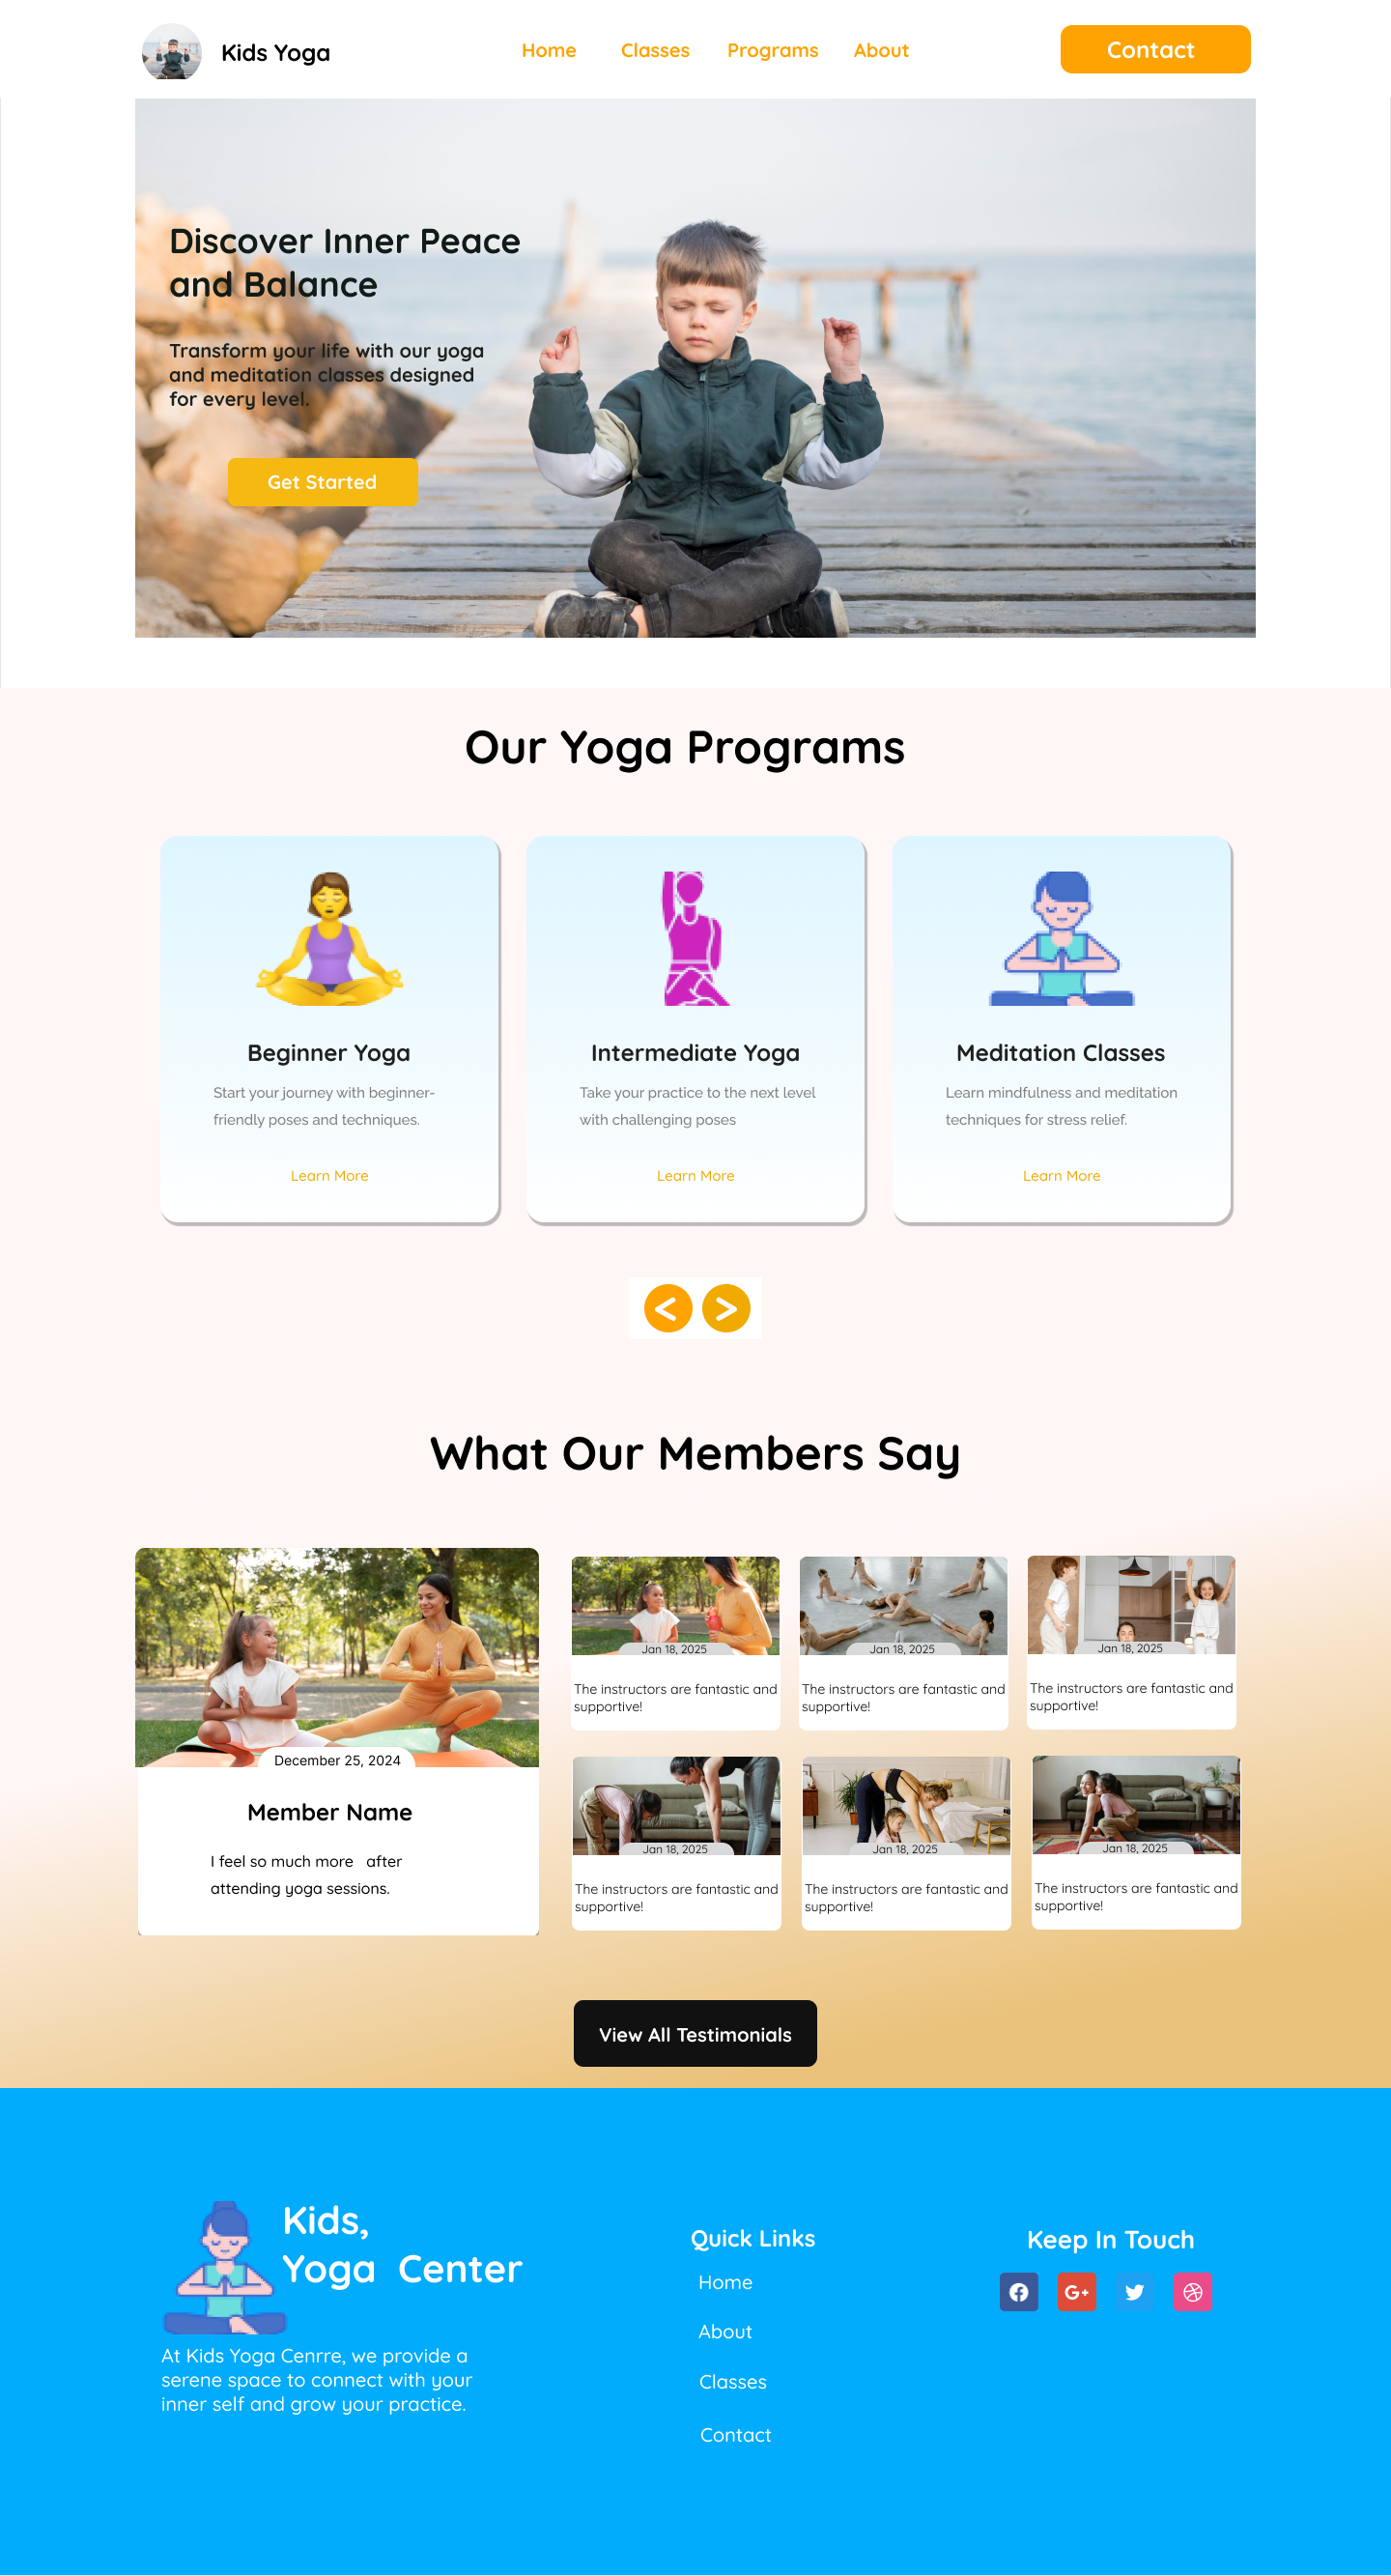 Kids Yoga
Home Classes Programs About
Contact
Discover Inner Peace
and Balance
Transform your life with our yoga
and meditation classes designed
for every level.
Get Started
Our Yoga Programs
Beginner Yoga
Start your journey with beginner-
friendly poses and techniques.
Learn More
Intermediate Yoga
Take your practice to the next level
with challenging poses
Learn More
Meditation Classes
Learn mindfulness and meditation
techniques for stress relief.
Learn More
< >
What Our Members Say
December 25, 2024
Member Name
I feel so much more after
attending yoga sessions.
Jan 18, 2025
The instructors are fantastic and
supportive!
Jan 18, 2025
The instructors are fantastic and
supportive!
Jan 18, 2025
The instructors are fantastic and
supportive!
Jan 18, 2025
The instructors are fantastic and
supportive!
Jan 18, 2025
The instructors are fantastic and
supportive!
Jan 18, 2025
The instructors are fantastic and
supportive!
View All Testimonials
Kids,
Yoga Center
At Kids Yoga Cenrre, we provide a
serene space to connect with your
inner self and grow your practice.
Quick Links
Home
About
Classes
Contact
Keep In Touch
G+